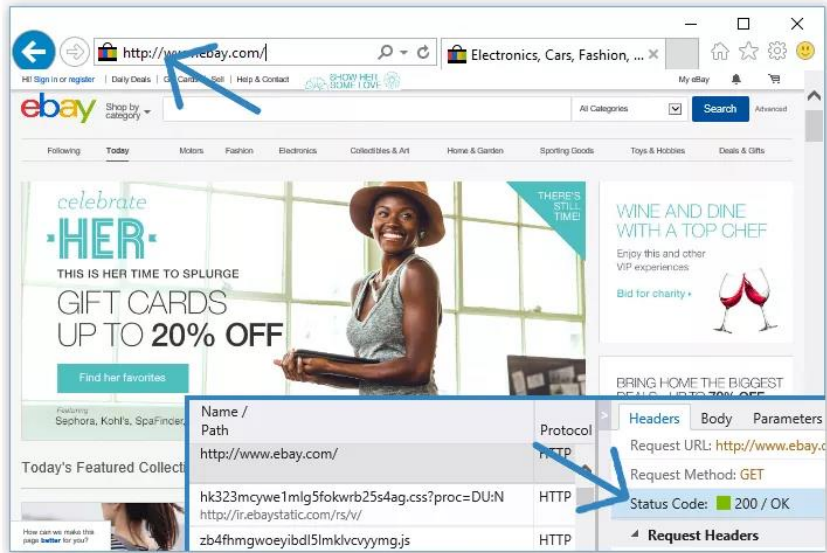 http://www.ebay.com/
Electronics, Cars, Fashion, ...
Hi! Sign in or register | Daily Deals | Sell | Help & Contact
SHOW HER SOME LOVE
My eBay
ebay
Shop by category
All Categories
Search
Advanced
Following Today Motors Fashion Electronics Collectibles & Art Home & Garden Sporting Goods Toys & Hobbies Deals & Gifts
celebrate
·HER·
THIS IS HER TIME TO SPLURGE
GIFT CARDS
UP TO 20% OFF
Find her favorites
Featuring
Sephora, Kohl's, SpaFinder,
THERE'S
STILL
TIME!
WINE AND DINE
WITH A TOP CHEF
Enjoy this and other
VIP experiences
Bid for charity
BRING HOME THE BIGGEST
Today's Featured Collecti
How can we make this
page better for you?
Name /
Path
Protocol
http://www.ebay.com/
HTTP
hk323mcywe1mlg5fokwrb25s4ag.css?proc=DU:N
HTTP
http://ir.ebaystatic.com/rs/v/
zb4fhmgwoeyibdl5lmklvcvyymg.js
HTTP
Headers Body Parameters
Request URL: http://www.ebay.c
Request Method: GET
Status Code: 200 / OK
Request Headers